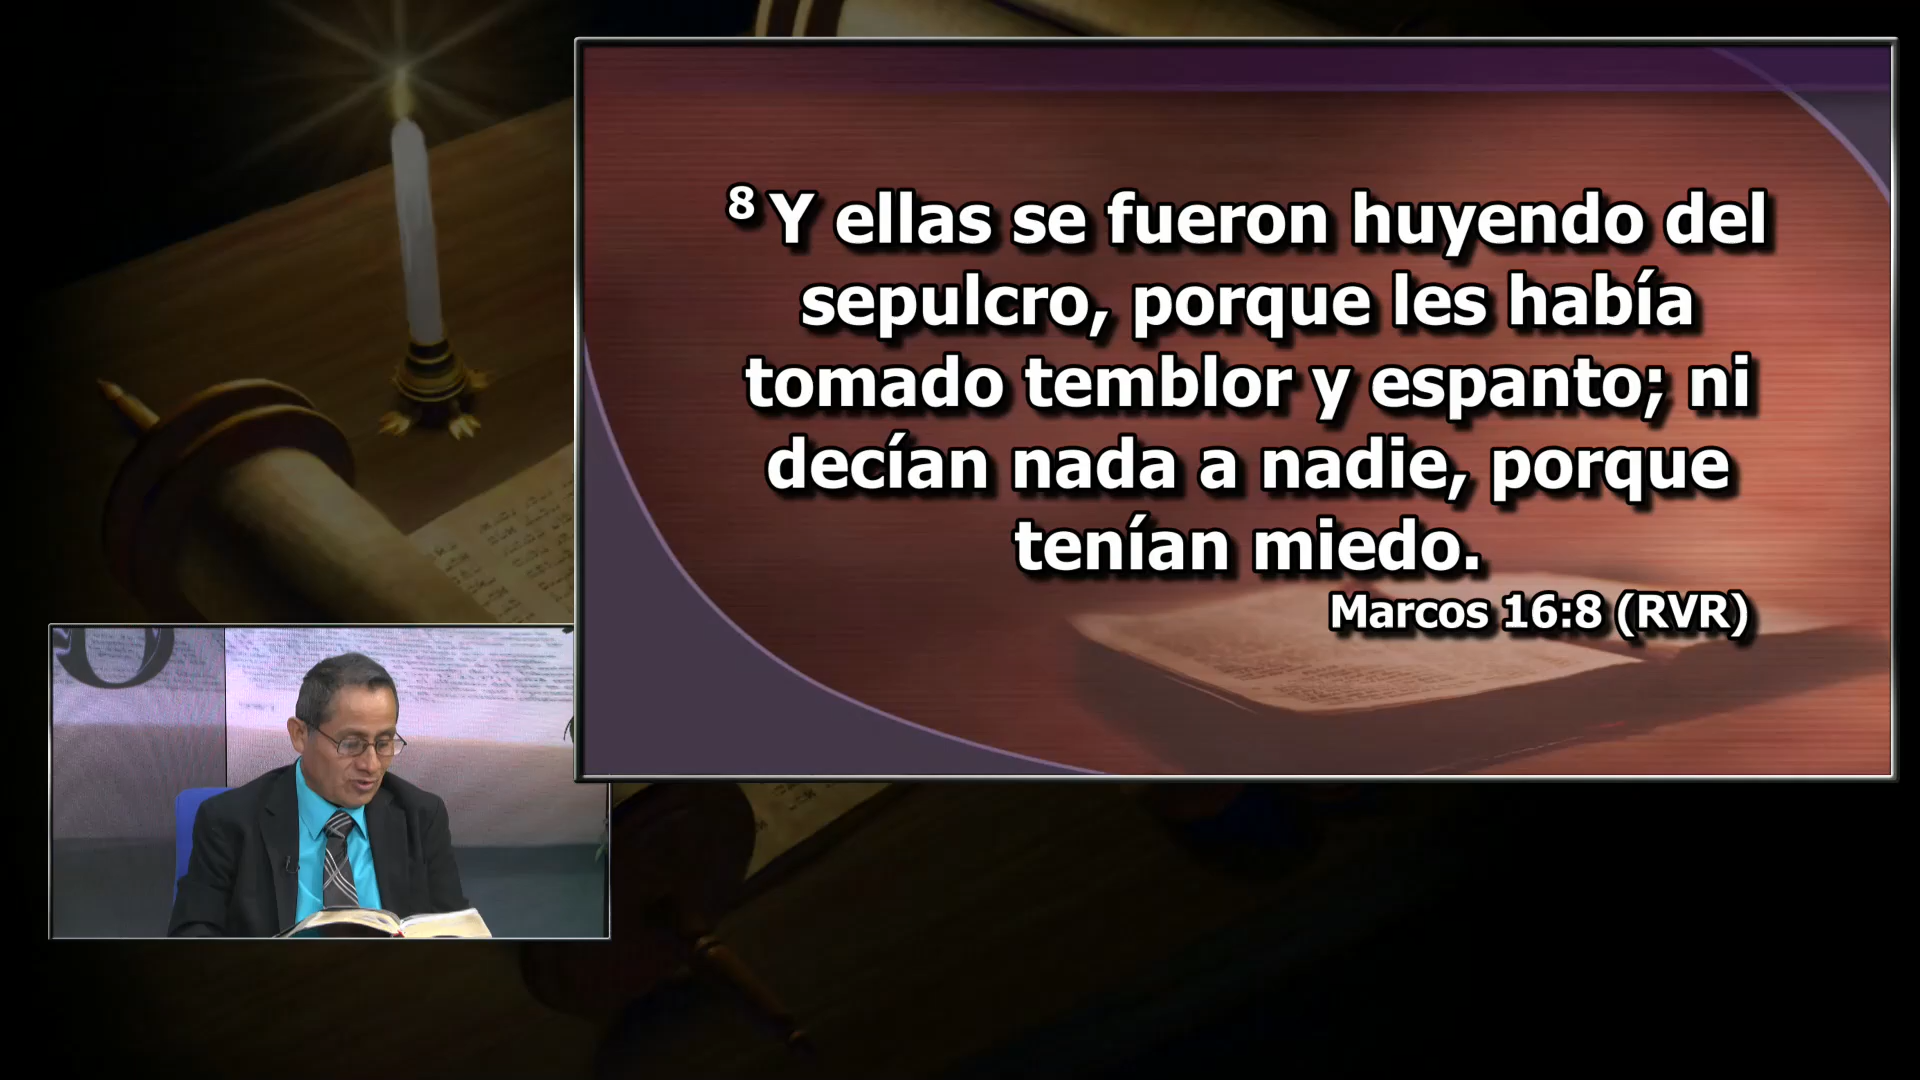 8 Y ellas se fueron huyendo del
sepulcro, porque les había
tomado temblor y espanto; ni
decían nada a nadie, porque
tenían miedo.
Marcos 16:8 (RVR)